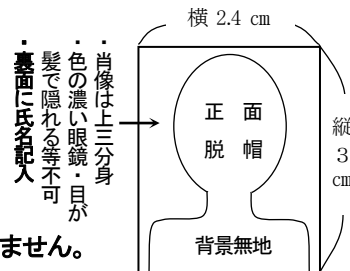 横 2.4 cm
・肖像は上三分身
・色の濃い眼鏡・目が
髪で隠れる等不可
・裏面に氏名記入
正面
脱帽
縦
3
cm
背景無地
ません。